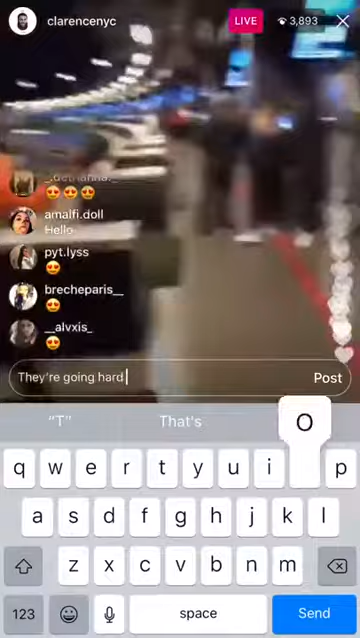 clarencenyc
LIVE
3,893
amalfi.doll
Hello
pyt.lyss
brecheparis__
__alvxis_
They're going hard
Post
"T"
That's
O
q w e r t y u i p
a s d f g h j k l
z x c v b n m
123
space
Send